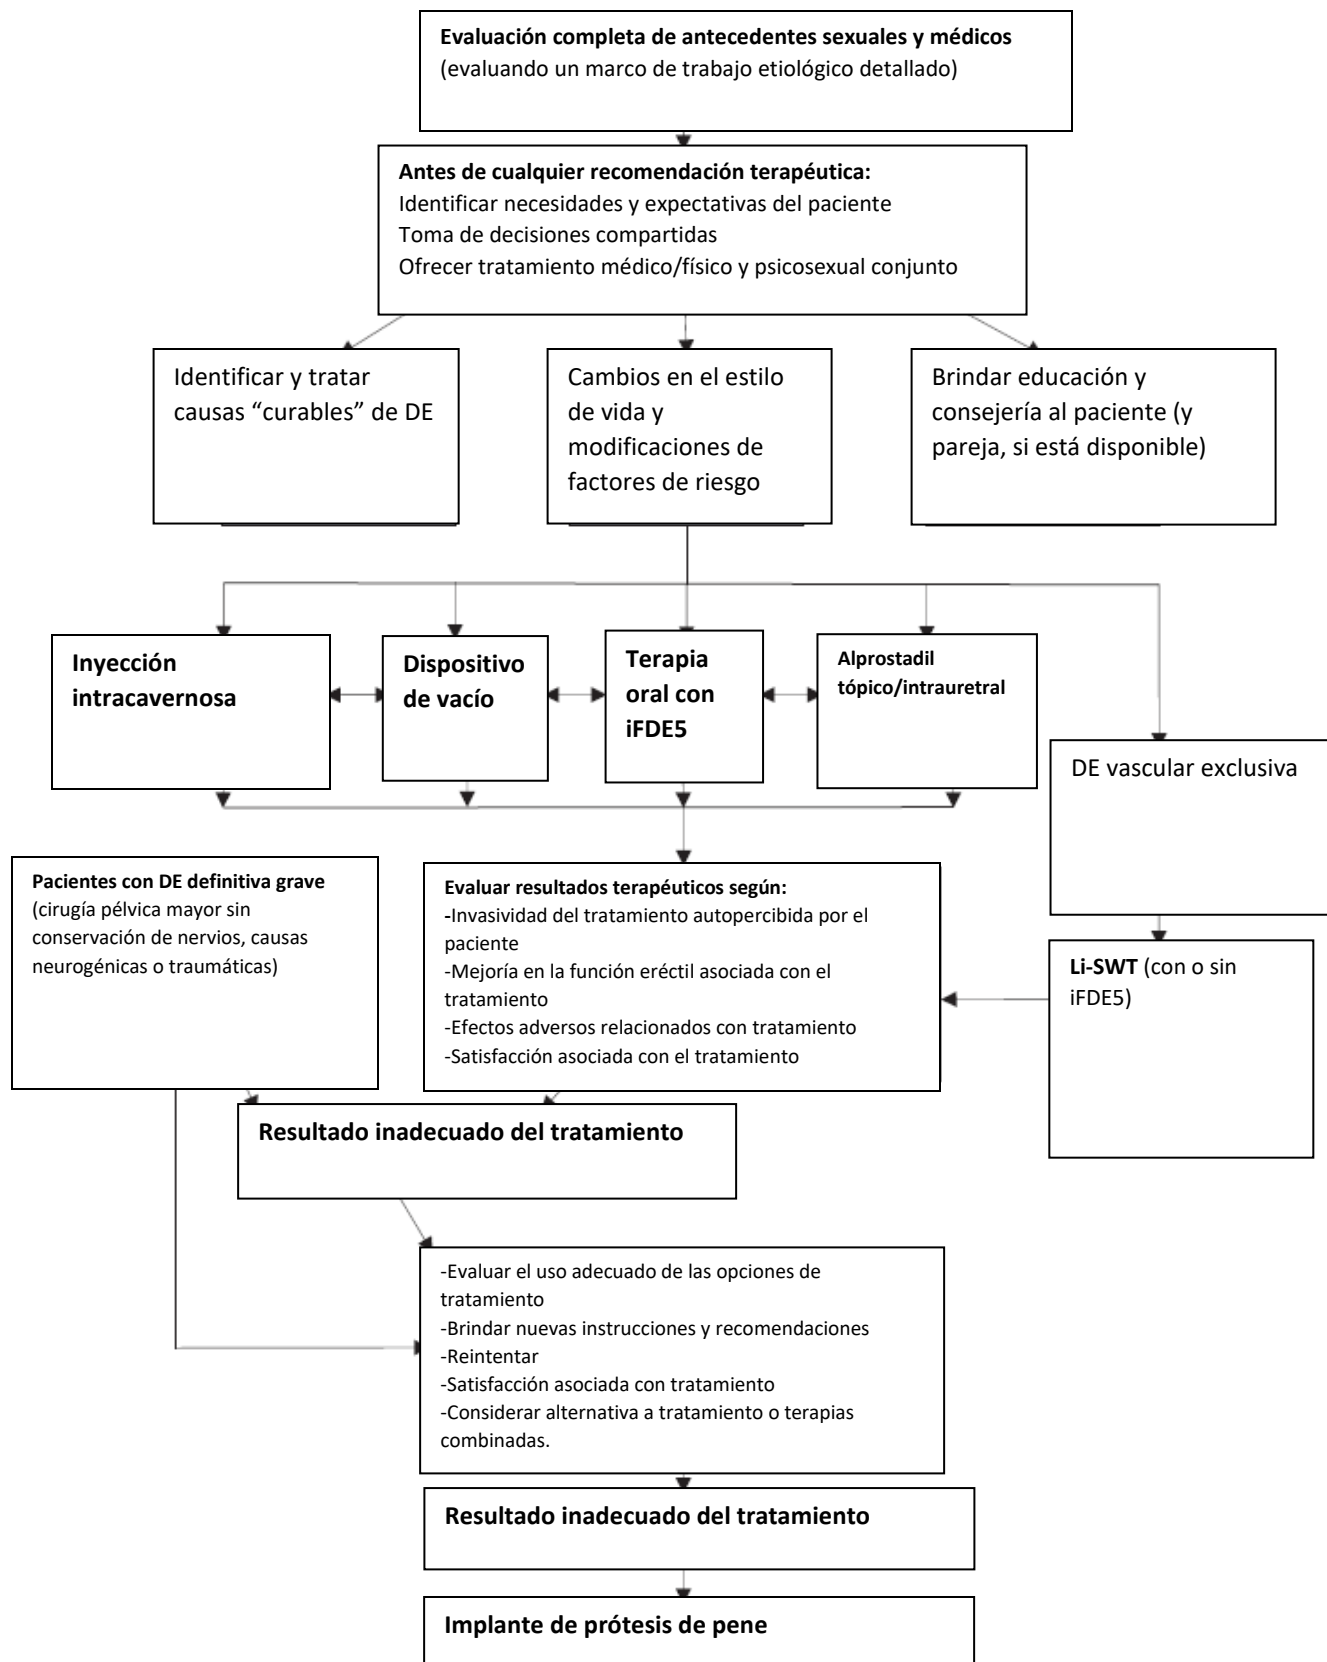 Evaluación completa de antecedentes sexuales y médicos
(evaluando un marco de trabajo etiológico detallado)
Antes de cualquier recomendación terapéutica:
Identificar necesidades y expectativas del paciente
Toma de decisiones compartidas
Ofrecer tratamiento médico/físico y psicosexual conjunto
Identificar y tratar
causas “curables” de DE
Cambios en el estilo
de vida y
modificaciones de
factores de riesgo
Brindar educación y
consejería al paciente (y
pareja, si está disponible)
Inyección
intracavernosa
Dispositivo
de vacío
Terapia
oral con
iFDE5
Alprostadil
tópico/intrauretral
DE vascular exclusiva
Pacientes con DE definitiva grave
(cirugía pélvica mayor sin
conservación de nervios, causas
neurogénicas o traumáticas)
Evaluar resultados terapéuticos según:
-Invasividad del tratamiento autopercibida por el
paciente
-Mejoría en la función eréctil asociada con el
tratamiento
-Efectos adversos relacionados con tratamiento
-Satisfacción asociada con el tratamiento
Li-SWT (con o sin
iFDE5)
Resultado inadecuado del tratamiento
-Evaluar el uso adecuado de las opciones de
tratamiento
-Brindar nuevas instrucciones y recomendaciones
-Reintentar
-Satisfacción asociada con tratamiento
-Considerar alternativa a tratamiento o terapias
combinadas.
Resultado inadecuado del tratamiento
Implante de prótesis de pene